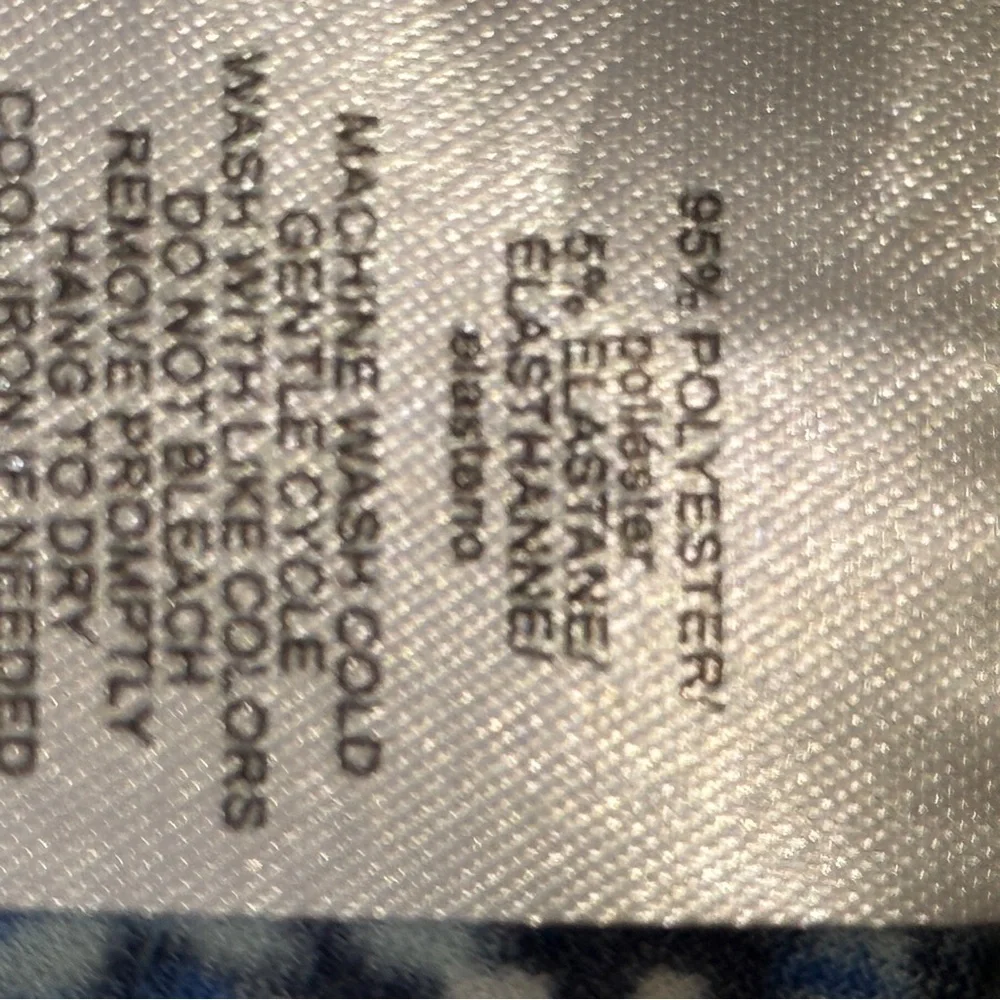 95% POLYESTER/
poliéster
5% ELASTANE/
ELASTHANNE/
elastano
MACHINE WASH COLD
GENTLE CYCLE
WASH WITH LIKE COLORS
DO NOT BLEACH
REMOVE PROMPTLY
HANG TO DRY
COOL IRON IF NEEDED